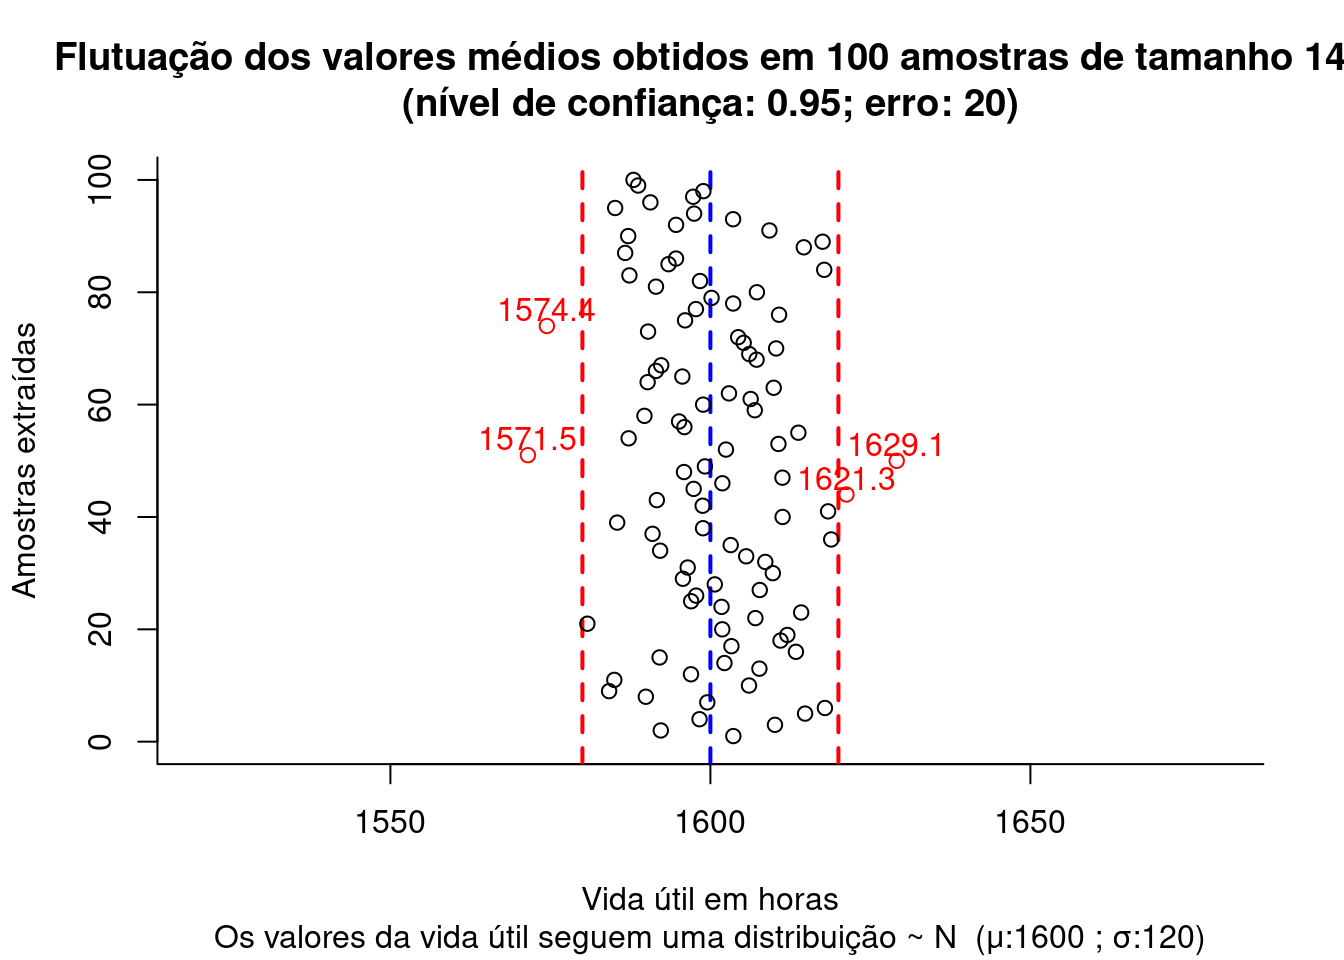 Flutuação dos valores médios obtidos em 100 amostras de tamanho 14
(nível de confiança: 0.95; erro: 20)
Amostras extraídas
100
80
60
40
20
0
1574.4
1571.5
1629.1
1621.3
1550
1600
1650
Vida útil em horas
Os valores da vida útil seguem uma distribuição ~ N (μ:1600 ; σ:120)